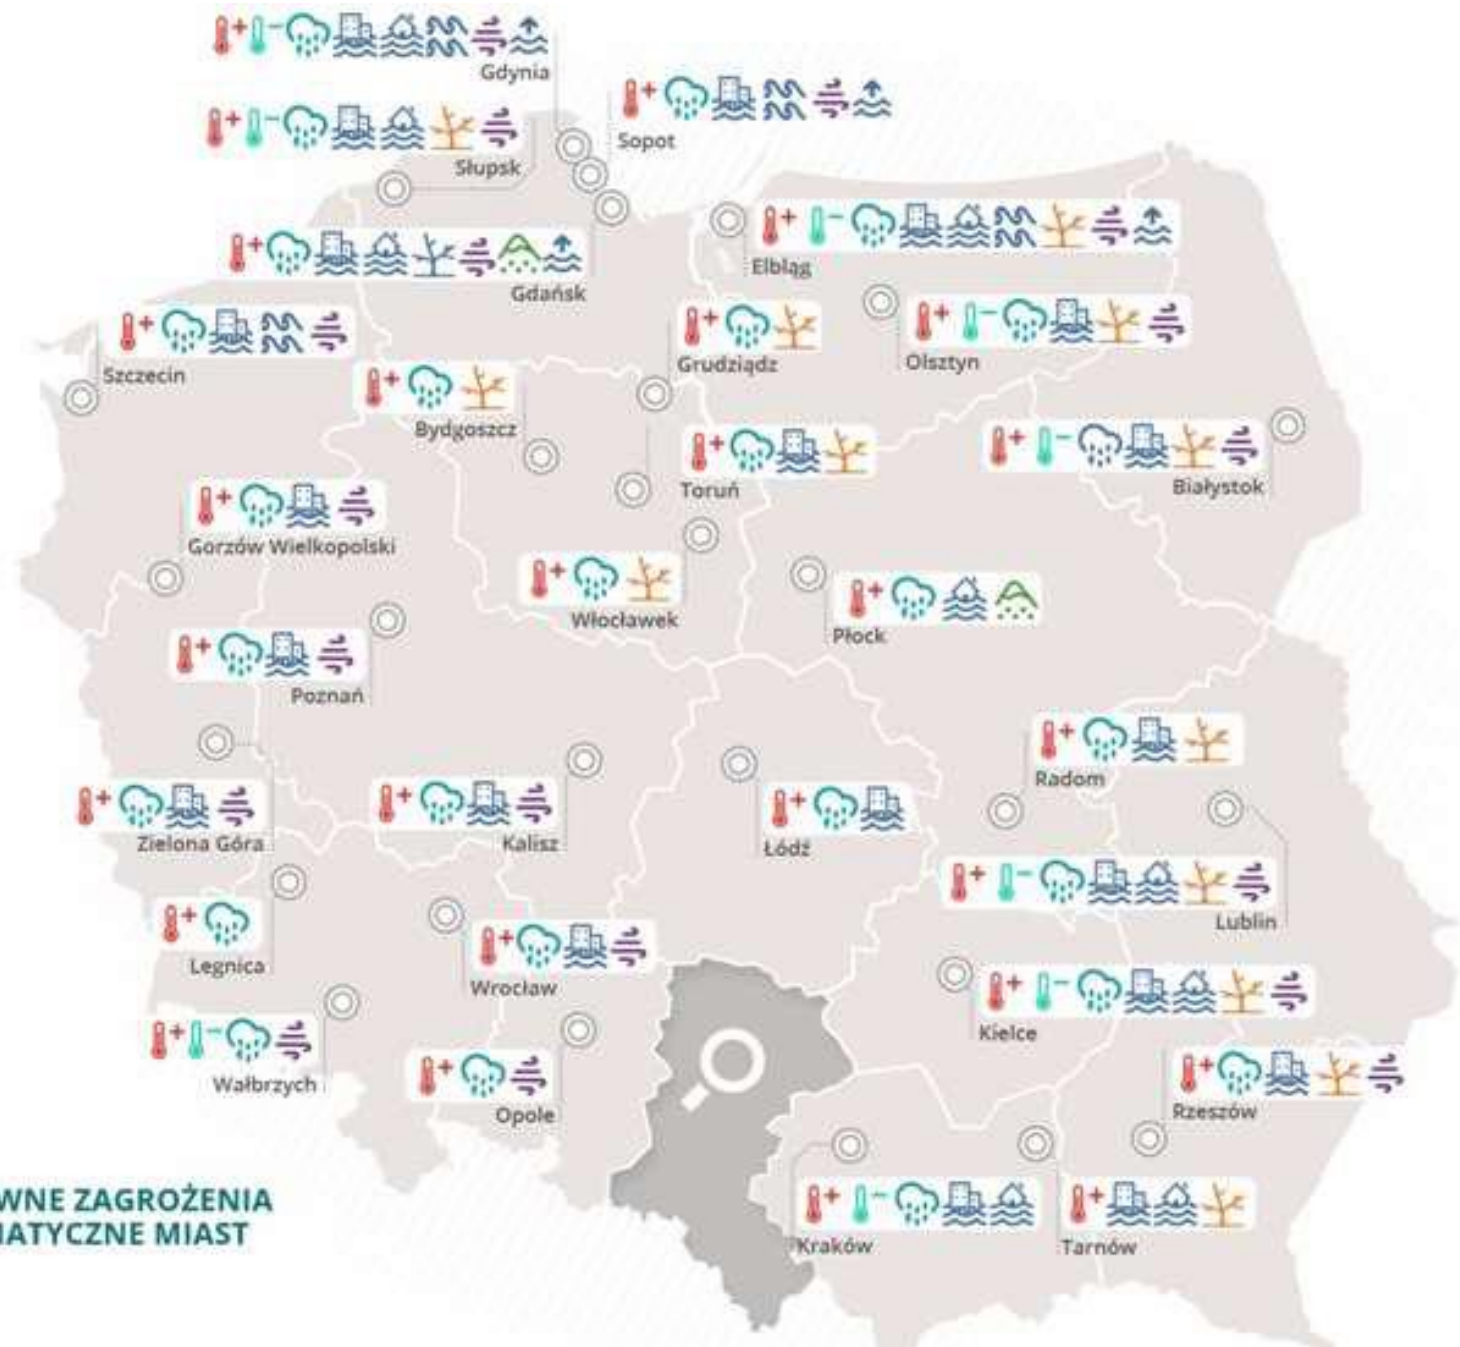 Gdynia
Sopot
Słupsk
Elbląg
Gdańsk
Szczecin
Grudziądz
Olsztyn
Bydgoszcz
Toruń
Białystok
Gorzów Wielkopolski
Włocławek
Płock
Poznań
Radom
Zielona Góra
Kalisz
Łódź
Lublin
Legnica
Wrocław
Kielce
Wałbrzych
Opole
Rzeszów
WNE ZAGROŻENIA
MATYCZNE MIAST
Kraków
Tarnów